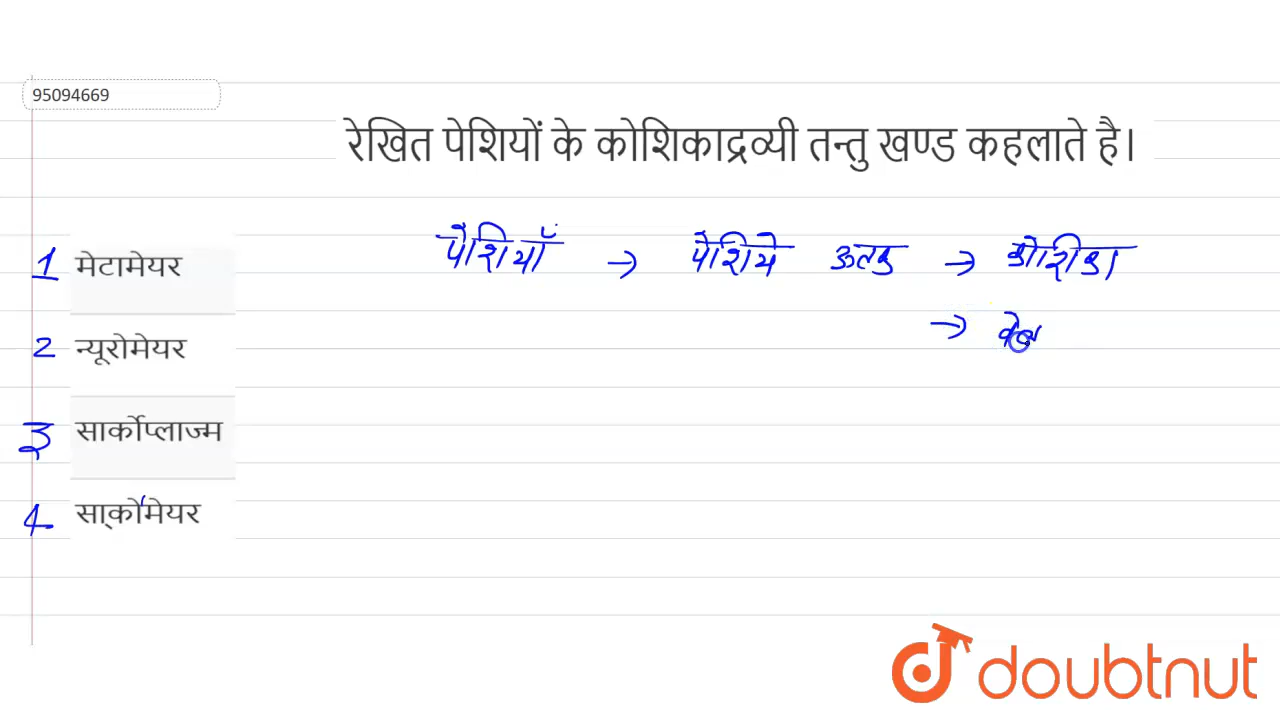 95094669
रेखित पेशियों के कोशिकाद्रव्यी तन्तु खण्ड कहलाते है।
पेशियाँ → पेशिये ऊतक → कोशिका
→
1 मेटामेयर
2 न्यूरोमेयर
3 सार्कोप्लाज्म
4 सा्र्कोमेयर
doubtnut